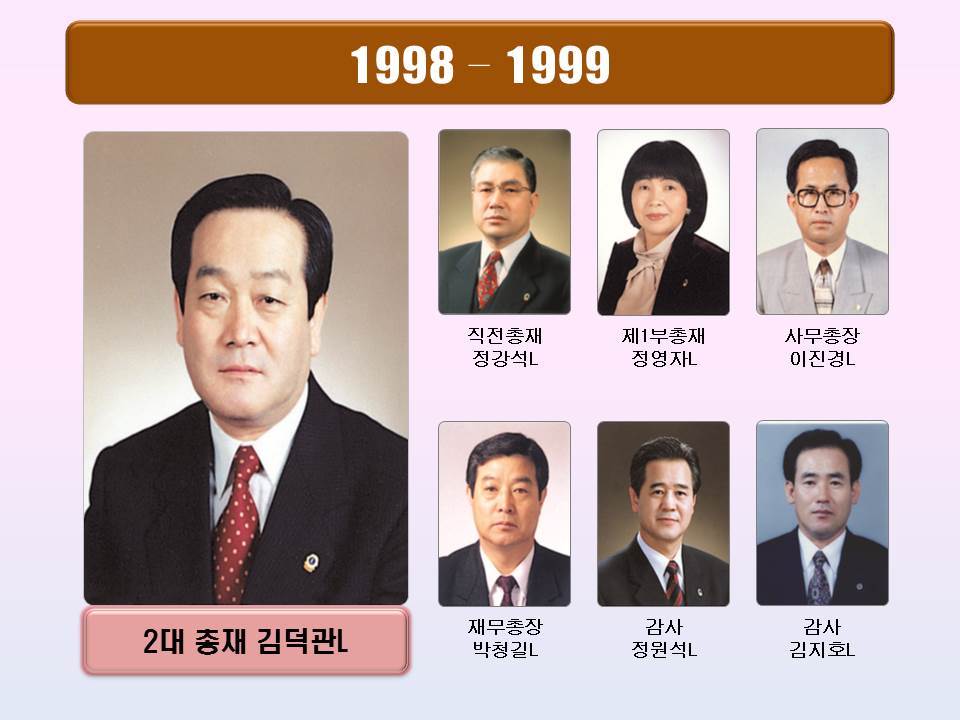 1998 – 1999
직전총재
정강석L
제1부총재
정영자L
사무총장
이진경L
2대 총재 김덕관L
재무총장
박청길L
감사
정원석L
감사
김지호L